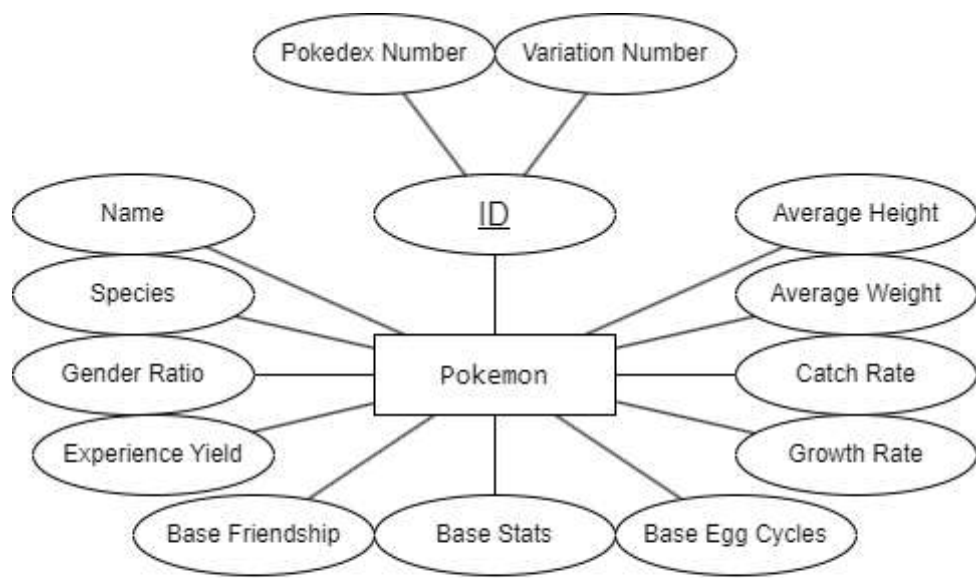 Pokedex Number
Variation Number
ID
Name
Average Height
Species
Average Weight
Gender Ratio
Pokemon
Catch Rate
Experience Yield
Growth Rate
Base Friendship
Base Stats
Base Egg Cycles